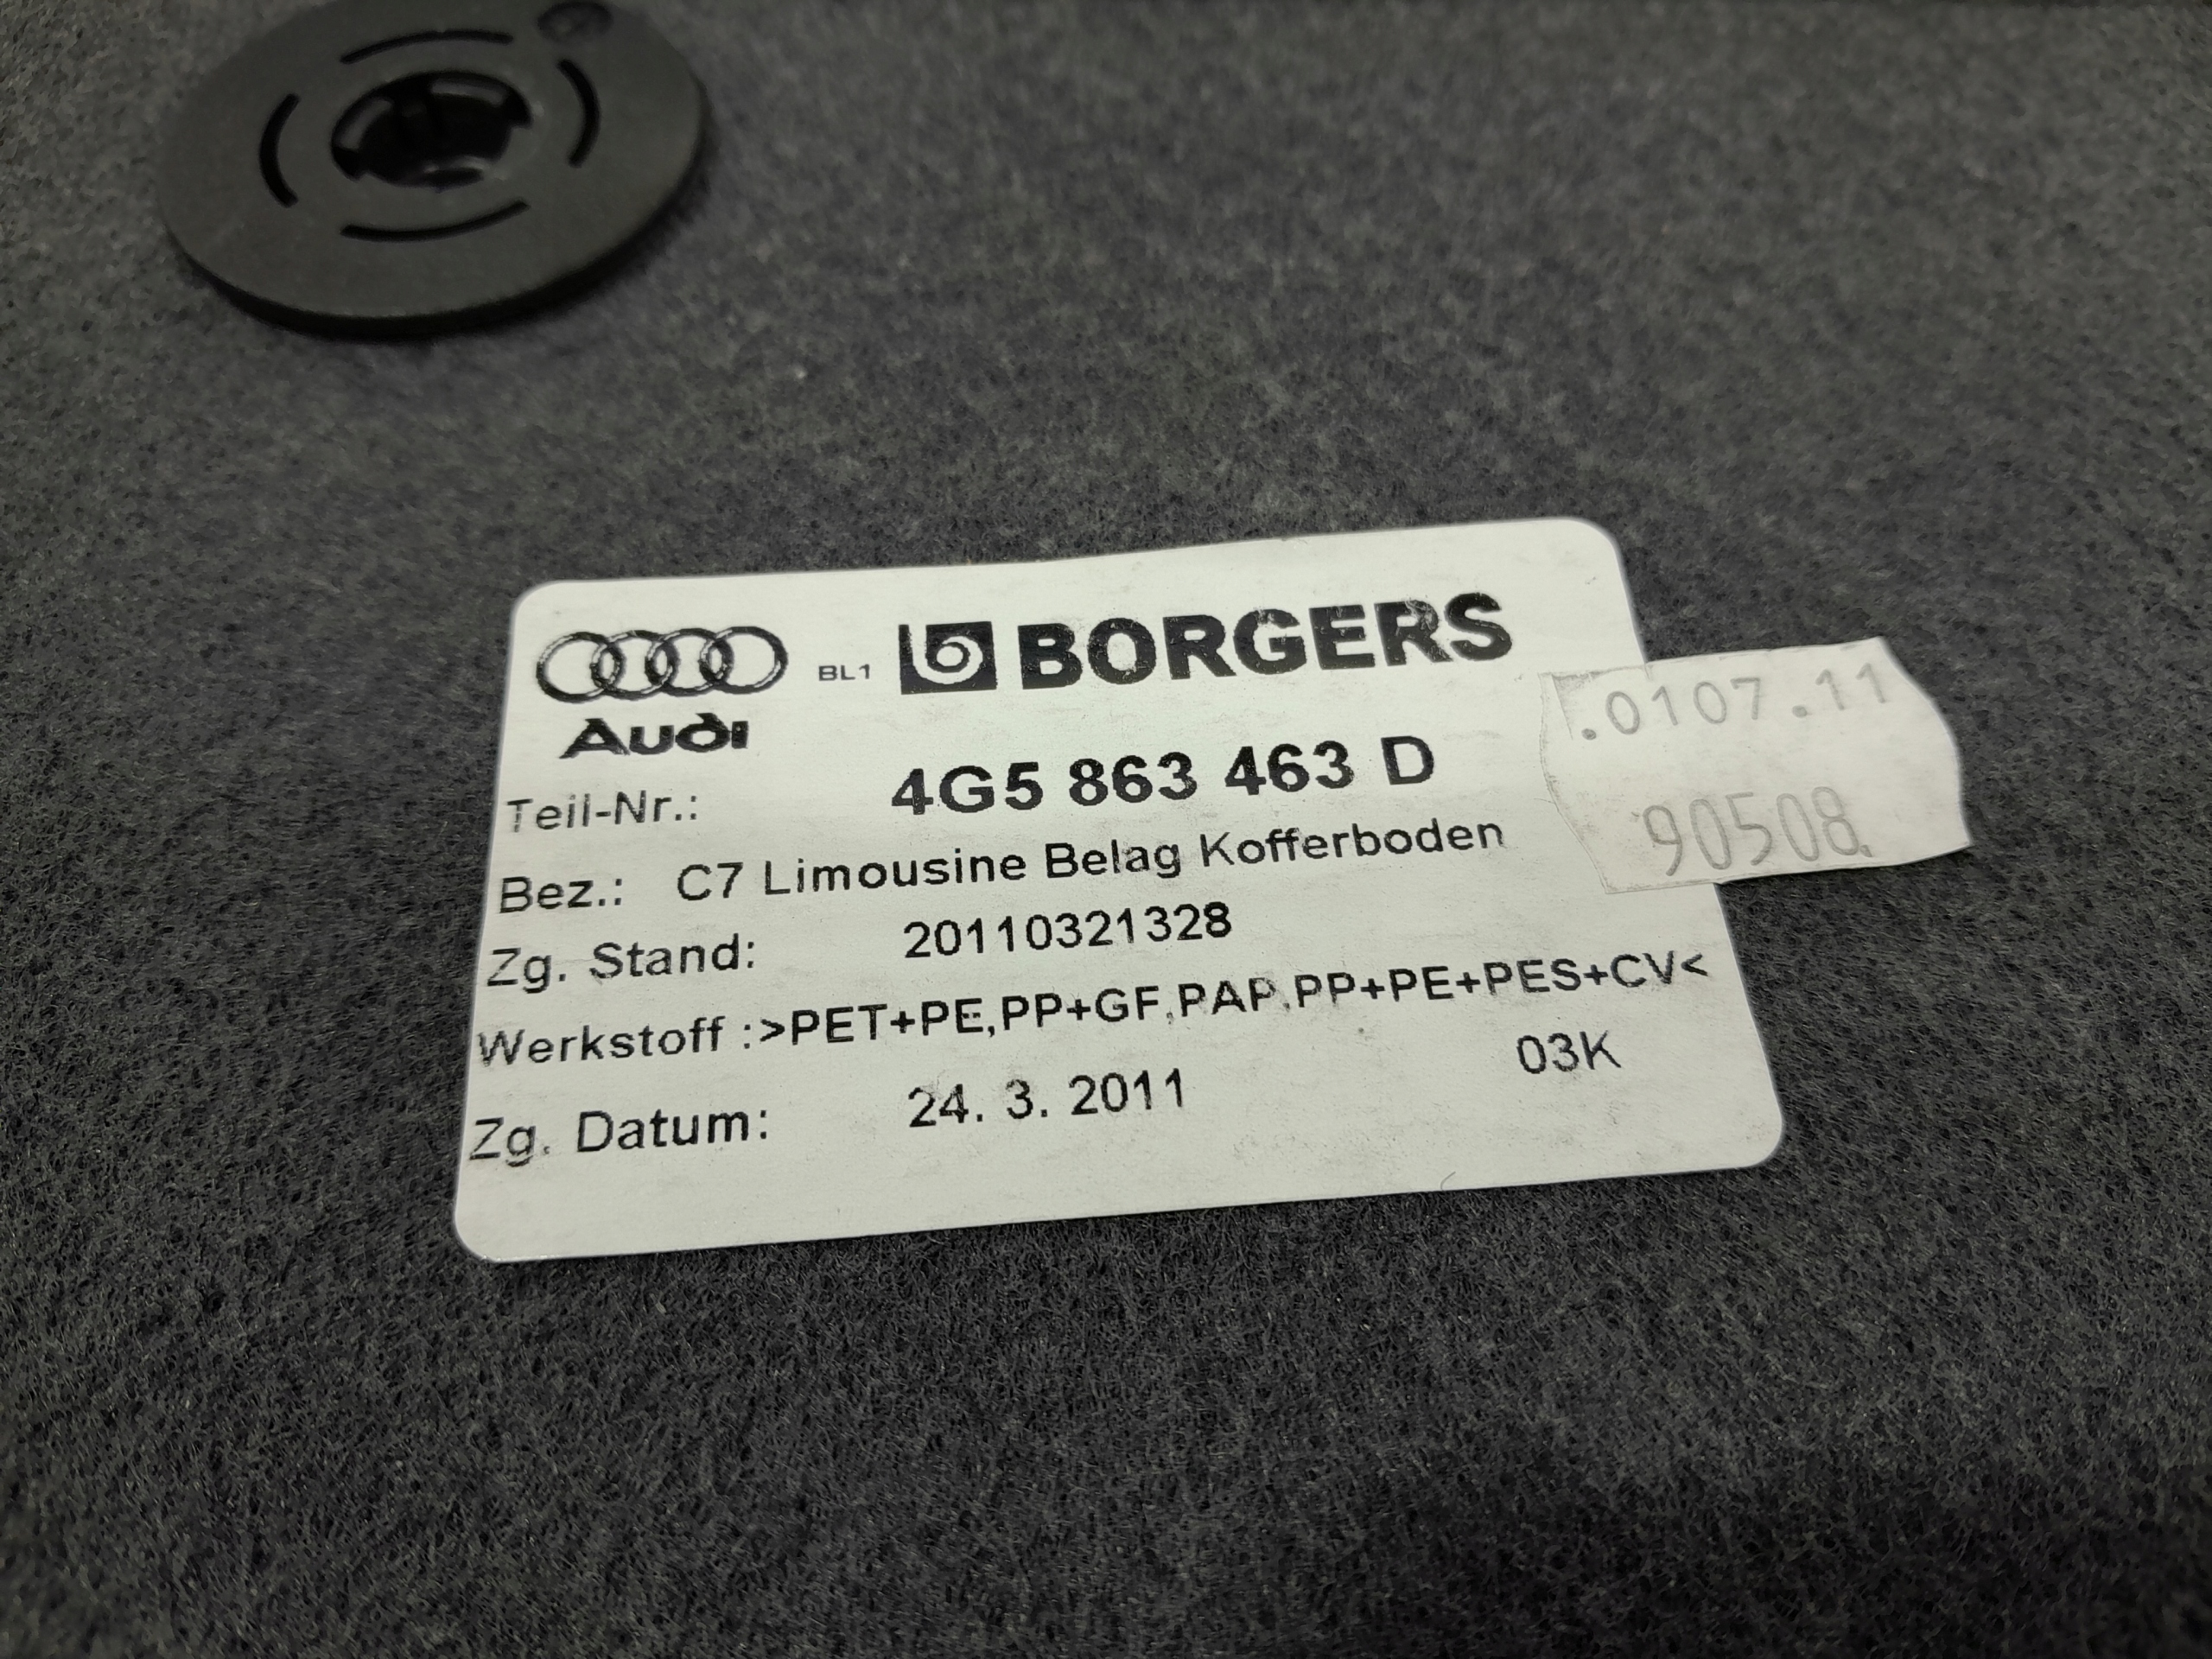 BL1 BORGERS
Audi
Teil-Nr.: 4G5 863 463 D
Bez.: C7 Limousine Belag Kofferboden
Zg. Stand: 20110321328
Werkstoff :>PET+PE,PP+GF,PAP,PP+PE+PES+CV<
03K
Zg. Datum: 24. 3. 2011
.0107.11
90508